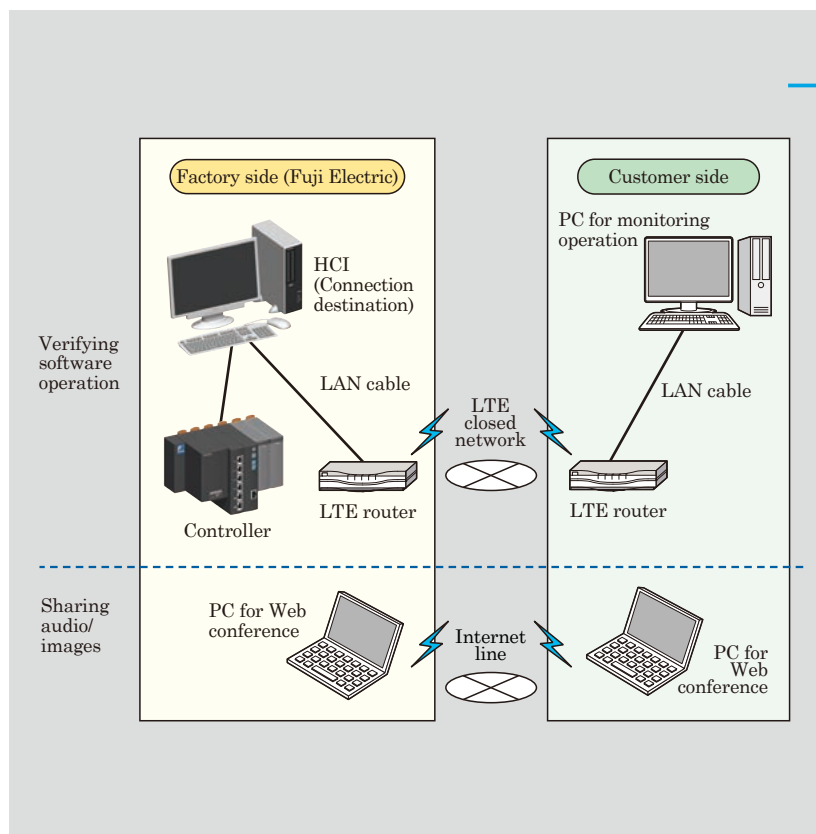 Factory side (Fuji Electric)
Customer side
PC for monitoring
operation
HCI
(Connection
destination)
Verifying
software
operation
LAN cable
LAN cable
LTE
closed
network
LTE router
LTE router
Controller
Sharing
audio/
images
PC for Web
conference
Internet
line
PC for
Web
conference